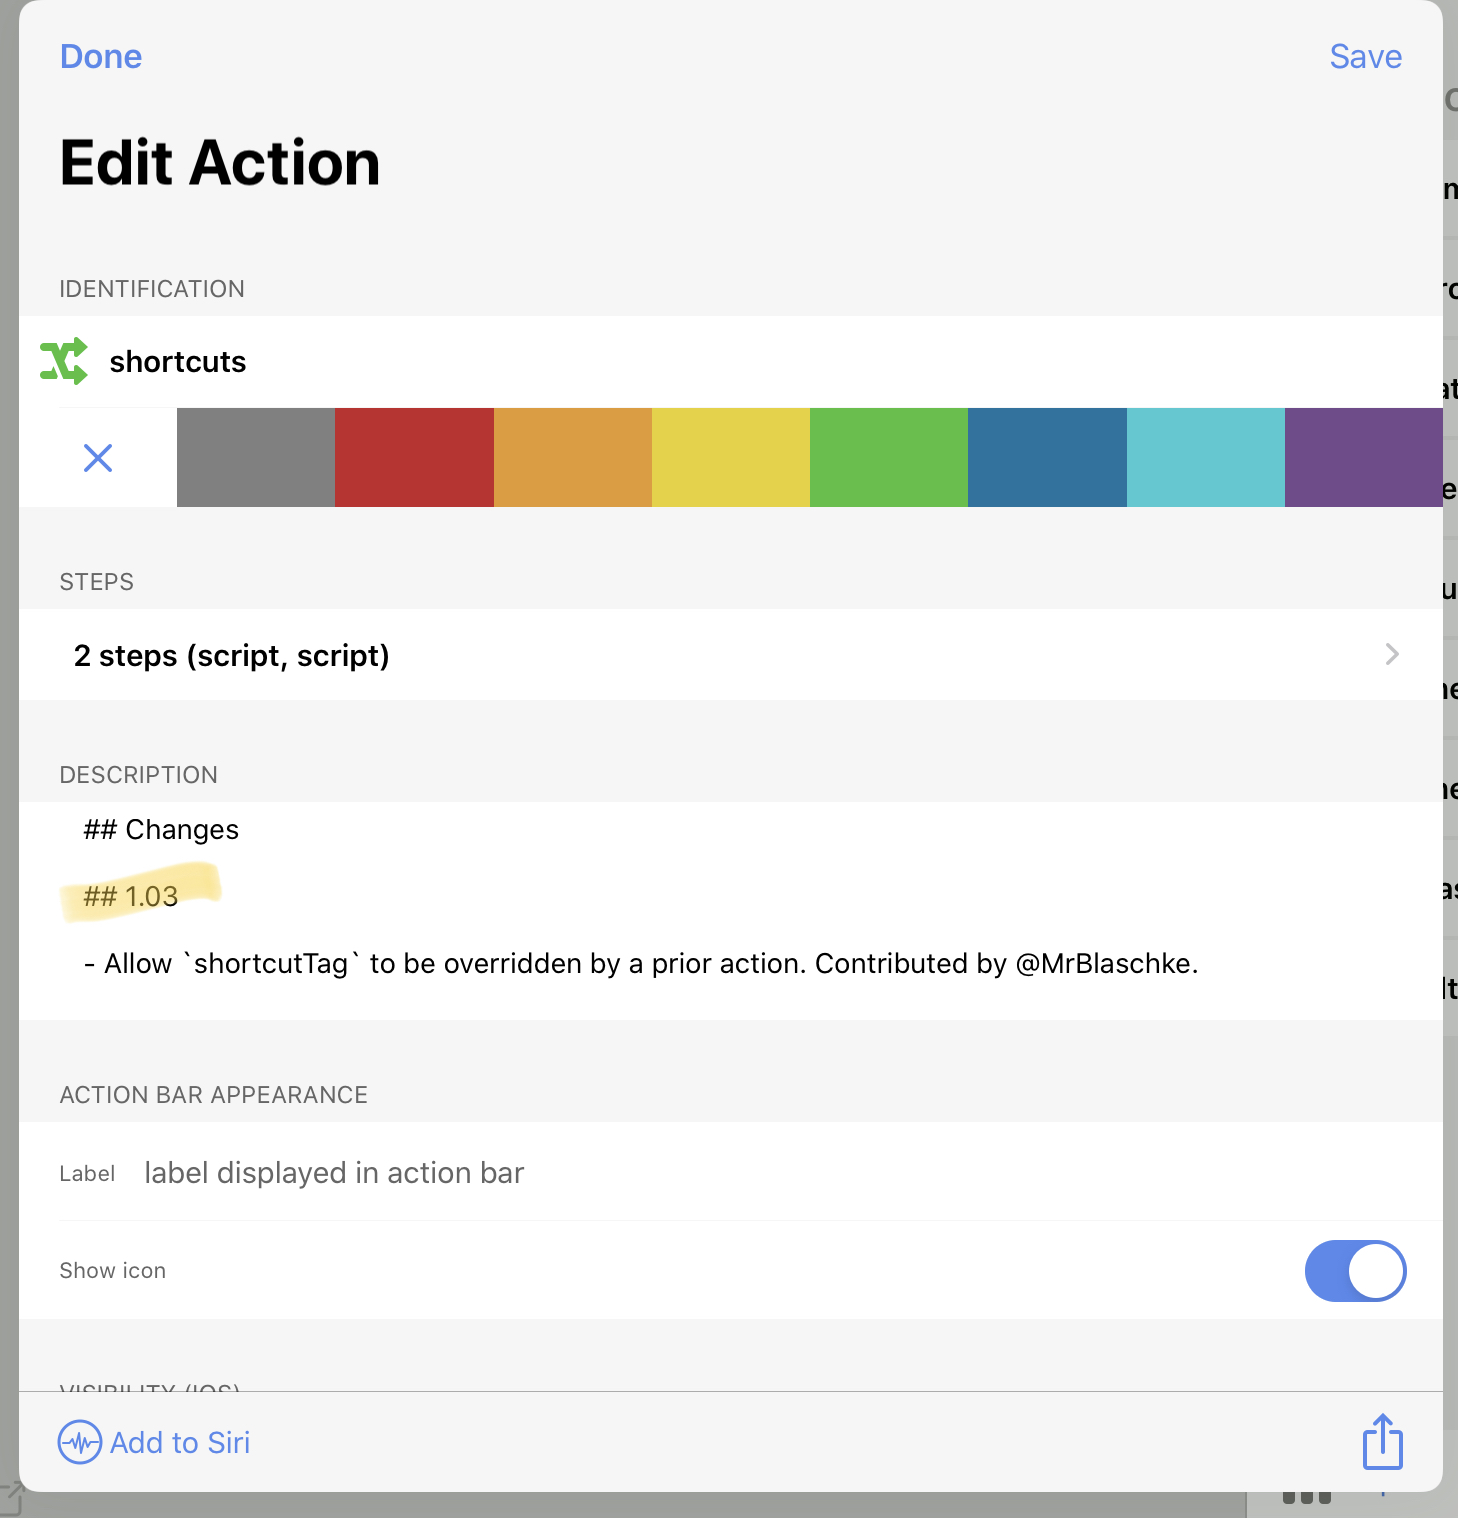 Done
Save
Edit Action
IDENTIFICATION
shortcuts
STEPS
2 steps (script, script)
DESCRIPTION
## Changes
## 1.03
- Allow `shortcutTag` to be overridden by a prior action. Contributed by @MrBlaschke.
ACTION BAR APPEARANCE
Label label displayed in action bar
Show icon
VISIBILITY (IOS)
Add to Siri